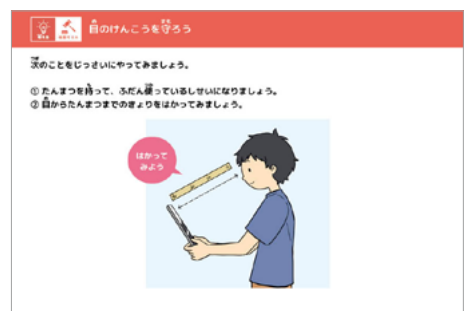 目のけんこうを守ろう
次のことをじっさいにやってみましょう。
① たんまつを持って、ふだん使っているしせいになりましょう。
② 目からたんまつまでのきょりをはかってみましょう。
はかって
みよう